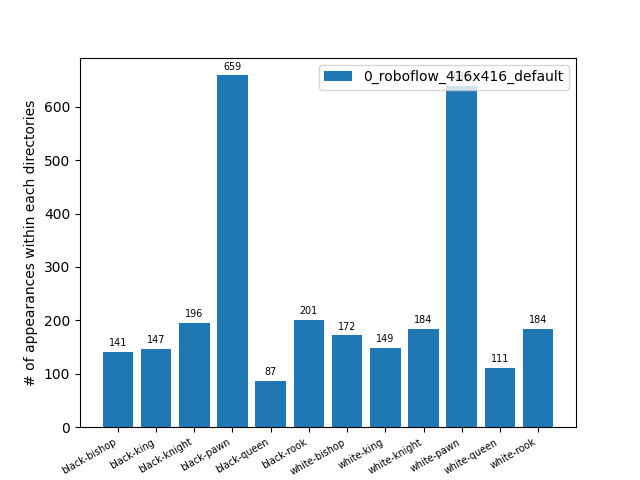 0_roboflow_416x416_default
# of appearances within each directories
600
500
400
300
200
100
0
141
147
196
659
87
201
172
149
184
111
184
black-bishop
black-king
black-knight
black-pawn
black-queen
black-rook
white-bishop
white-king
white-knight
white-pawn
white-queen
white-rook